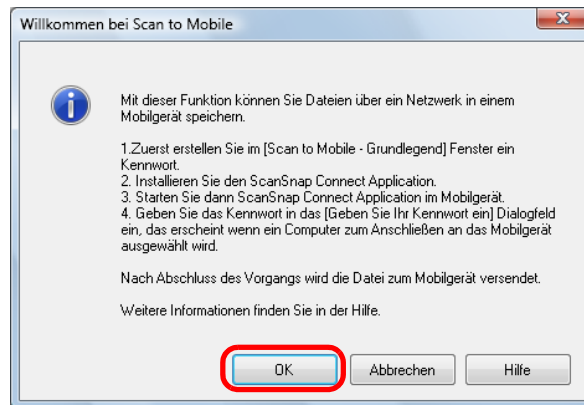 Willkommen bei Scan to Mobile
Mit dieser Funktion können Sie Dateien über ein Netzwerk in einem
Mobilgerät speichern.
1.Zuerst erstellen Sie im [Scan to Mobile - Grundlegend] Fenster ein
Kennwort.
2. Installieren Sie den ScanSnap Connect Application.
3. Starten Sie dann ScanSnap Connect Application im Mobilgerät.
4. Geben Sie das Kennwort in das [Geben Sie Ihr Kennwort ein] Dialogfeld
ein, das erscheint wenn ein Computer zum Anschließen an das Mobilgerät
ausgewählt wird.
Nach Abschluss des Vorgangs wird die Datei zum Mobilgerät versendet.
Weitere Informationen finden Sie in der Hilfe.
OK Abbrechen Hilfe